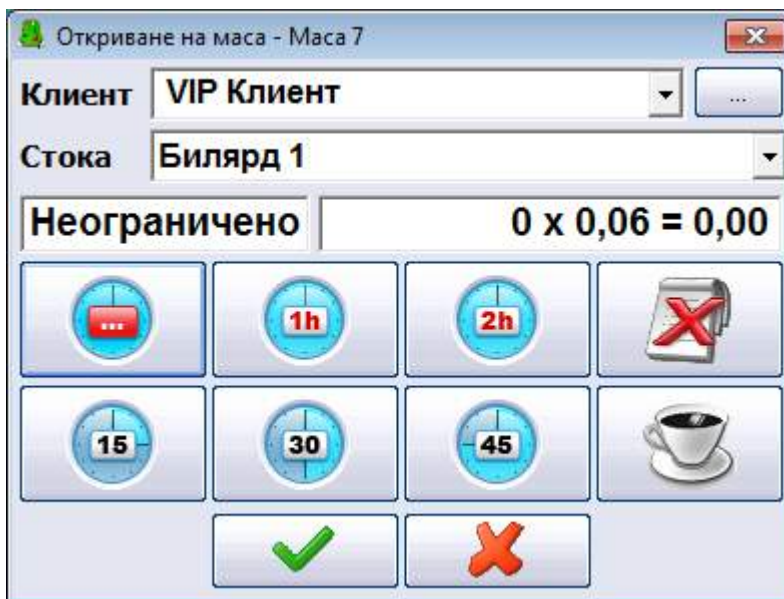 Откриване на маса - Маса 7
Клиент VIP Клиент ...
Стока Билярд 1
Неограничено 0 x 0,06 = 0,00
... 1h 2h
15 30 45